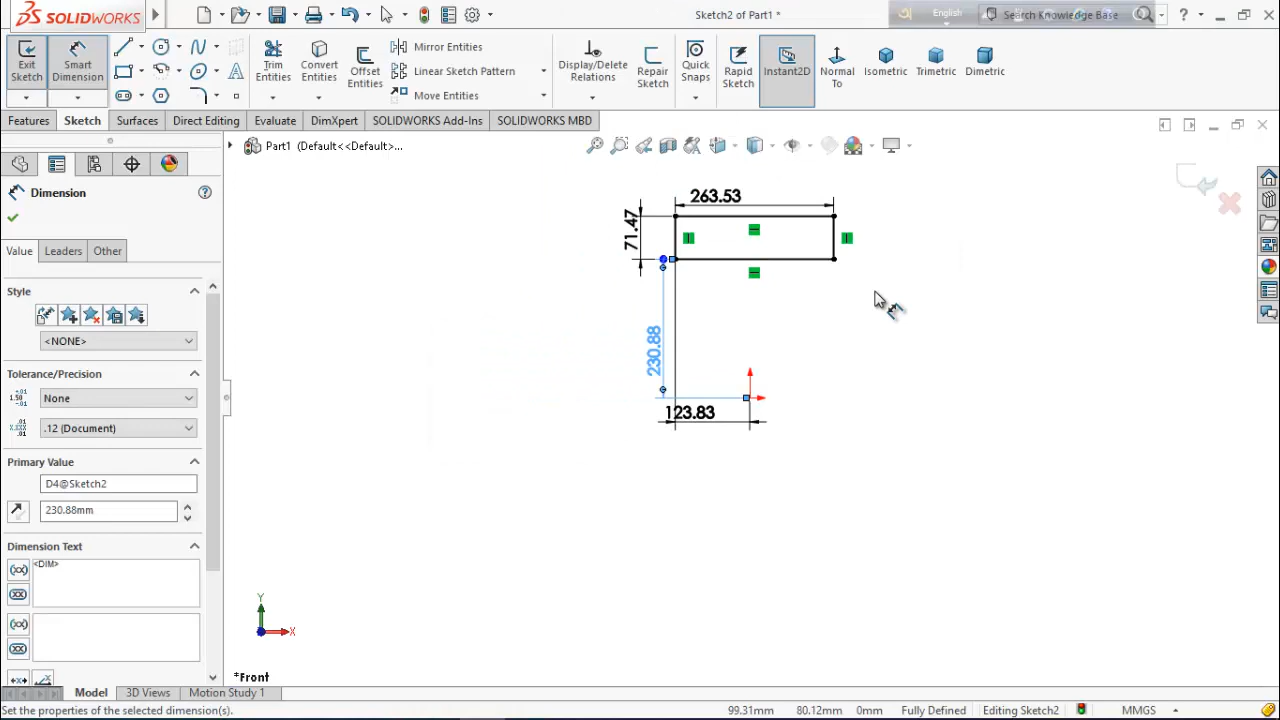 SOLIDWORKS
Sketch2 of Part1 *
English
Search Knowledge Base
Exit Sketch
Smart Dimension
Trim Entities
Convert Entities
Offset Entities
Mirror Entities
Linear Sketch Pattern
Move Entities
Display/Delete Relations
Repair Sketch
Quick Snaps
Rapid Sketch
Instant2D
Normal To
Isometric
Trimetric
Dimetric
Features
Sketch
Surfaces
Direct Editing
Evaluate
DimXpert
SOLIDWORKS Add-Ins
SOLIDWORKS MBD
Part1 (Default<<Default>...
Dimension
Value
Leaders
Other
Style
<NONE>
Tolerance/Precision
None
.12 (Document)
Primary Value
D4@Sketch2
230.88mm
Dimension Text
<DIM>
263.53
71.47
230.88
123.83
Y
X
*Front
Model
3D Views
Motion Study 1
Set the properties of the selected dimension(s).
99.31mm
80.12mm
0mm
Fully Defined
Editing Sketch2
MMGS